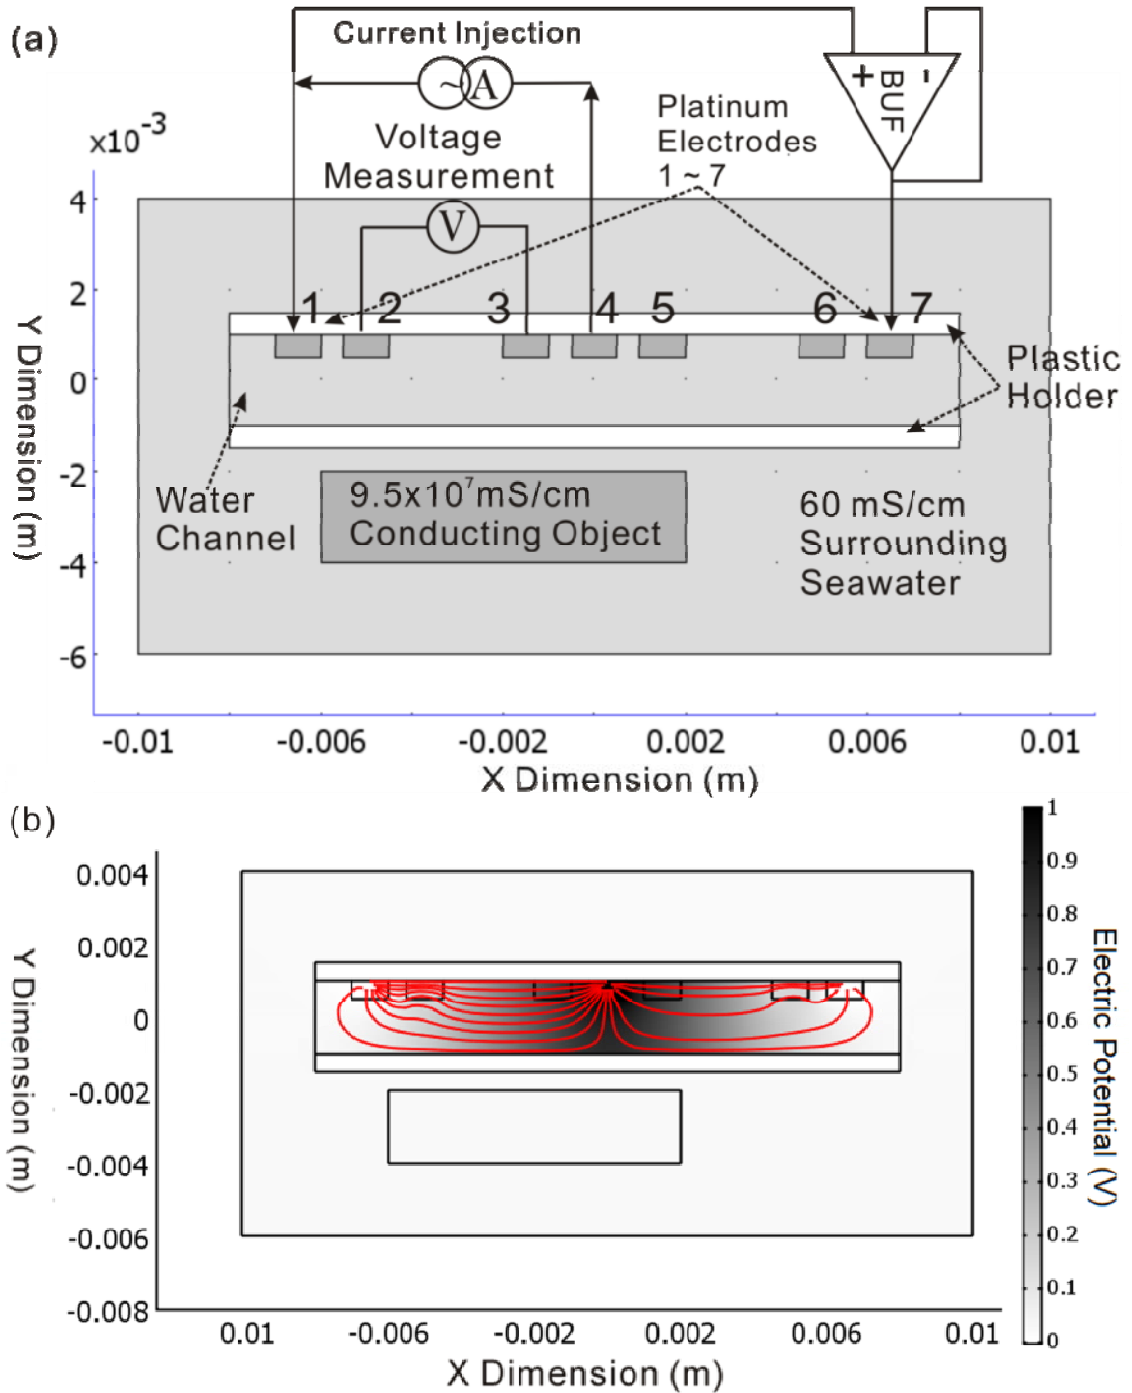 (a)
Current Injection
~ A
+ BUF -
x10-3
Voltage
Measurement
Platinum
Electrodes
1 ~ 7
V
4
2
0
-2
-4
-6
Y Dimension (m)
1 2 3 4 5 6 7
Plastic
Holder
Water
Channel
9.5x10⁷mS/cm
Conducting Object
60 mS/cm
Surrounding
Seawater
-0.01 -0.006 -0.002 0.002 0.006 0.01
X Dimension (m)
(b)
0.004
0.002
0
-0.002
-0.004
-0.006
-0.008
Y Dimension (m)
1
0.9
0.8
0.7
0.6
0.5
0.4
0.3
0.2
0.1
0
Electric Potential (V)
0.01 -0.006 -0.002 0.002 0.006 0.01
X Dimension (m)